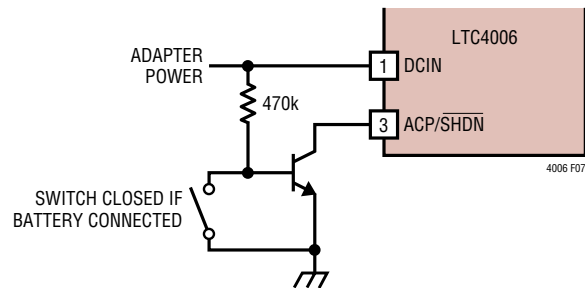 LTC4006
ADAPTER
POWER
1 DCIN
470k
3 ACP/SHDN
4006 F07
SWITCH CLOSED IF
BATTERY CONNECTED